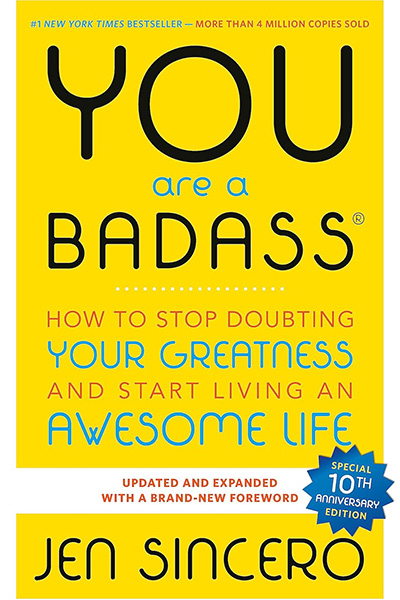 #1 NEW YORK TIMES BESTSELLER — MORE THAN 4 MILLION COPIES SOLD
YOU
are a
BADASS®
HOW TO STOP DOUBTING
YOUR GREATNESS
AND START LIVING AN
AWESOME LIFE
UPDATED AND EXPANDED
WITH A BRAND-NEW FOREWORD
SPECIAL
10TH
ANNIVERSARY
EDITION
JEN SINCERO